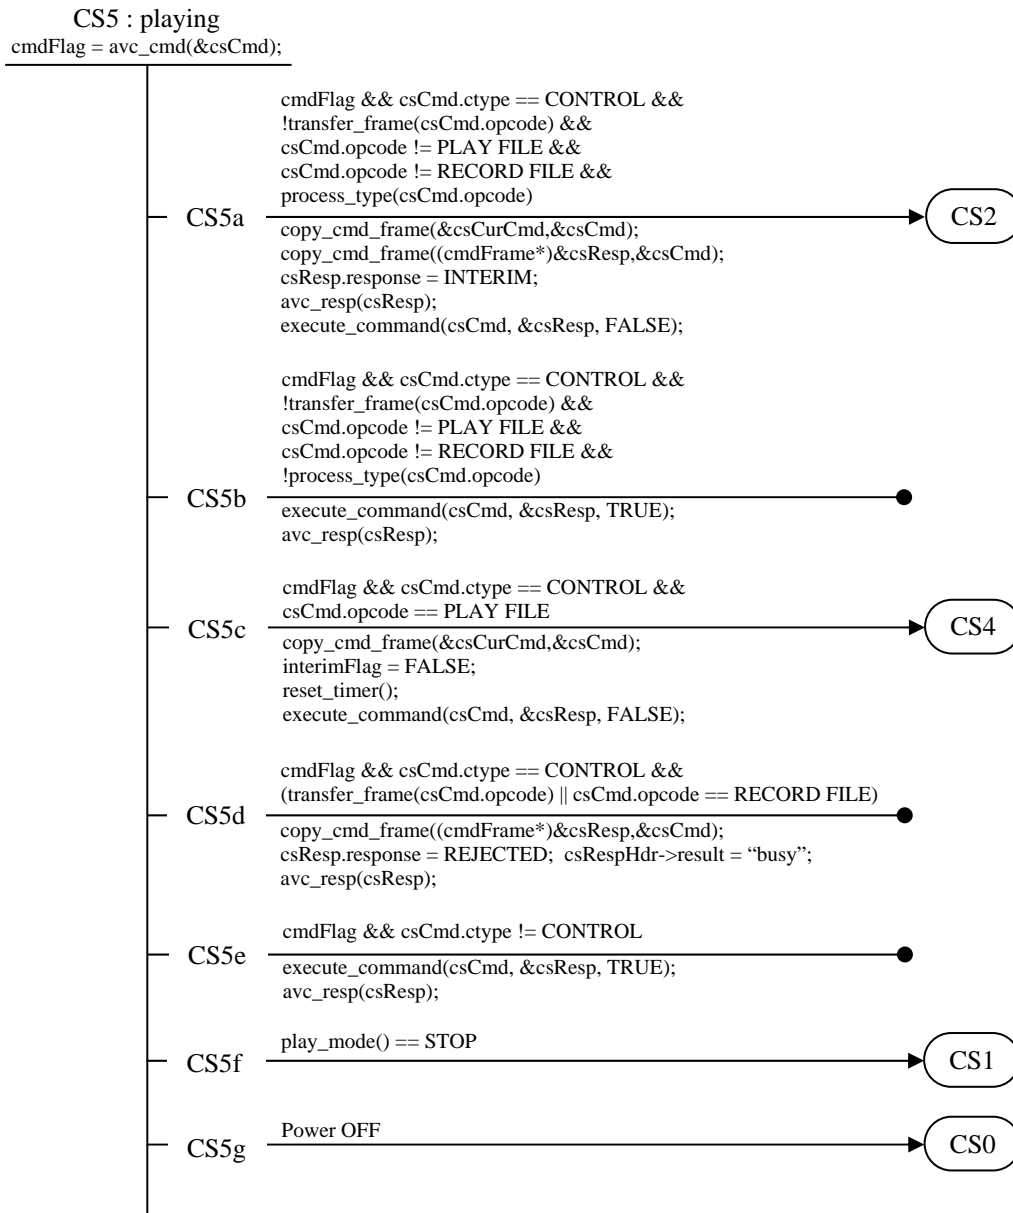 CS5 : playing
cmdFlag = avc_cmd(&csCmd);
cmdFlag && csCmd.ctype == CONTROL &&
!transfer_frame(csCmd.opcode) &&
csCmd.opcode != PLAY FILE &&
csCmd.opcode != RECORD FILE &&
process_type(csCmd.opcode)
CS5a
CS2
copy_cmd_frame(&csCurCmd,&csCmd);
copy_cmd_frame((cmdFrame*)&csResp,&csCmd);
csResp.response = INTERIM;
avc_resp(csResp);
execute_command(csCmd, &csResp, FALSE);
cmdFlag && csCmd.ctype == CONTROL &&
!transfer_frame(csCmd.opcode) &&
csCmd.opcode != PLAY FILE &&
csCmd.opcode != RECORD FILE &&
!process_type(csCmd.opcode)
CS5b
execute_command(csCmd, &csResp, TRUE);
avc_resp(csResp);
cmdFlag && csCmd.ctype == CONTROL &&
csCmd.opcode == PLAY FILE
CS5c
CS4
copy_cmd_frame(&csCurCmd,&csCmd);
interimFlag = FALSE;
reset_timer();
execute_command(csCmd, &csResp, FALSE);
cmdFlag && csCmd.ctype == CONTROL &&
(transfer_frame(csCmd.opcode) || csCmd.opcode == RECORD FILE)
CS5d
copy_cmd_frame((cmdFrame*)&csResp,&csCmd);
csResp.response = REJECTED;  csRespHdr->result = “busy”;
avc_resp(csResp);
cmdFlag && csCmd.ctype != CONTROL
CS5e
execute_command(csCmd, &csResp, TRUE);
avc_resp(csResp);
play_mode() == STOP
CS5f
CS1
Power OFF
CS5g
CS0